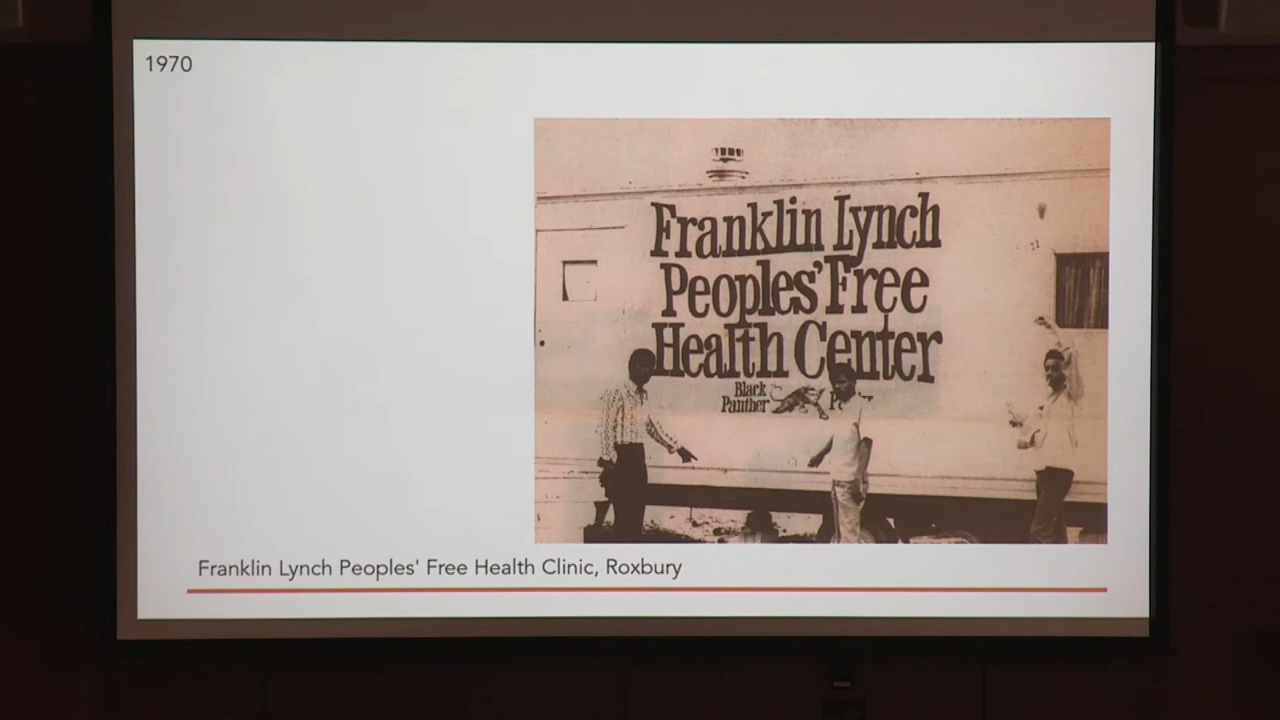 1970
Franklin Lynch
Peoples' Free
Health Center
Black
Panther
Franklin Lynch Peoples' Free Health Clinic, Roxbury